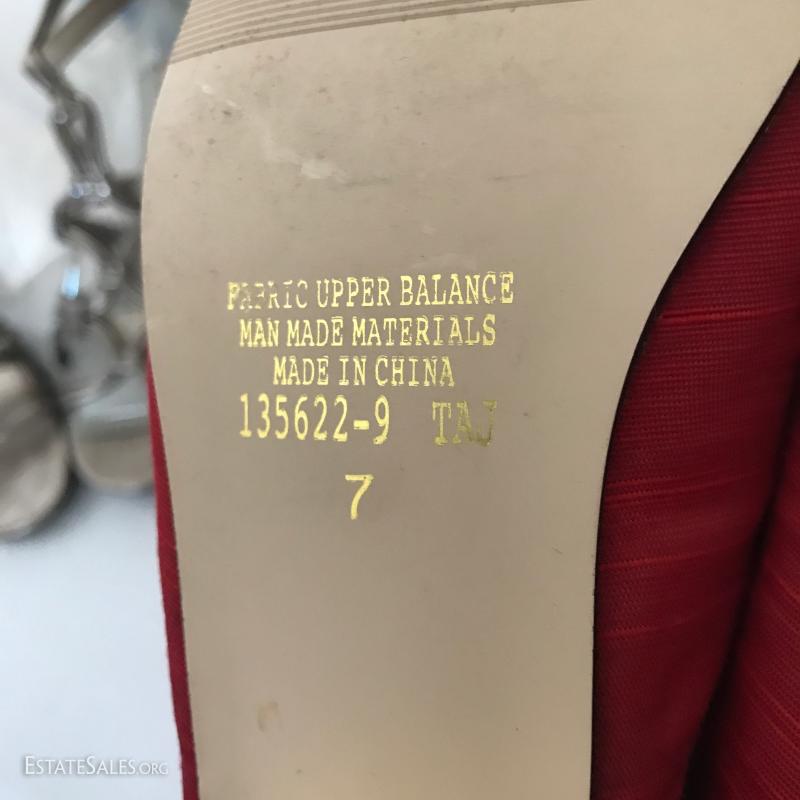 FABRIC UPPER BALANCE
MAN MADE MATERIALS
MADE IN CHINA
135622-9 TAJ
7
ESTATESALES.ORG